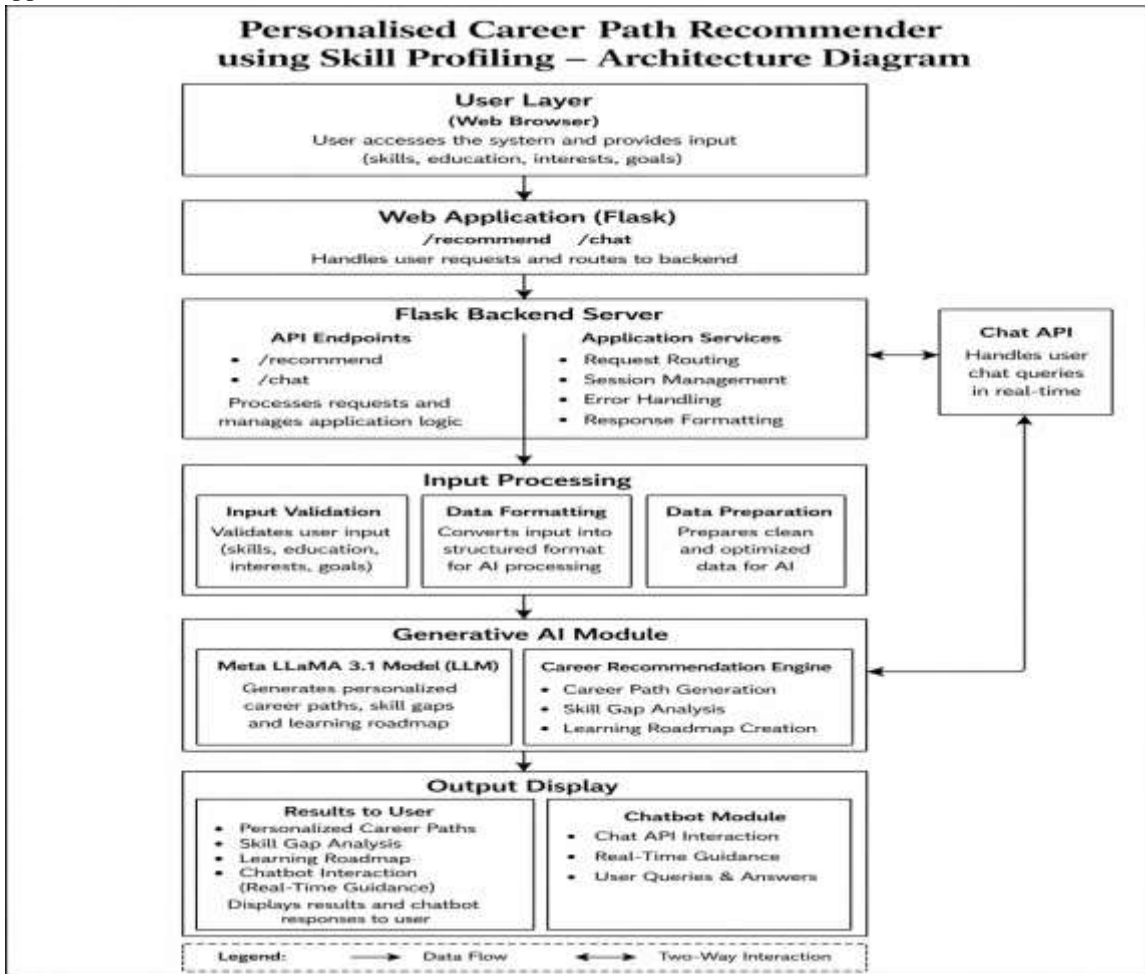 Personalised Career Path Recommender
using Skill Profiling – Architecture Diagram
User Layer
(Web Browser)
User accesses the system and provides input
(skills, education, interests, goals)
Web Application (Flask)
/recommend /chat
Handles user requests and routes to backend
Flask Backend Server
API Endpoints
• /recommend
• /chat
Processes requests and
manages application logic
Application Services
• Request Routing
• Session Management
• Error Handling
• Response Formatting
Chat API
Handles user
chat queries
in real-time
Input Processing
Input Validation
Validates user input
(skills, education,
interests, goals)
Data Formatting
Converts input into
structured format
for AI processing
Data Preparation
Prepares clean
and optimized
data for AI
Generative AI Module
Meta LLaMA 3.1 Model (LLM)
Generates personalized
career paths, skill gaps
and learning roadmap
Career Recommendation Engine
• Career Path Generation
• Skill Gap Analysis
• Learning Roadmap Creation
Output Display
Results to User
• Personalized Career Paths
• Skill Gap Analysis
• Learning Roadmap
• Chatbot Interaction
(Real-Time Guidance)
Displays results and chatbot
responses to user
Chatbot Module
• Chat API Interaction
• Real-Time Guidance
• User Queries & Answers
Legend: Data Flow Two-Way Interaction